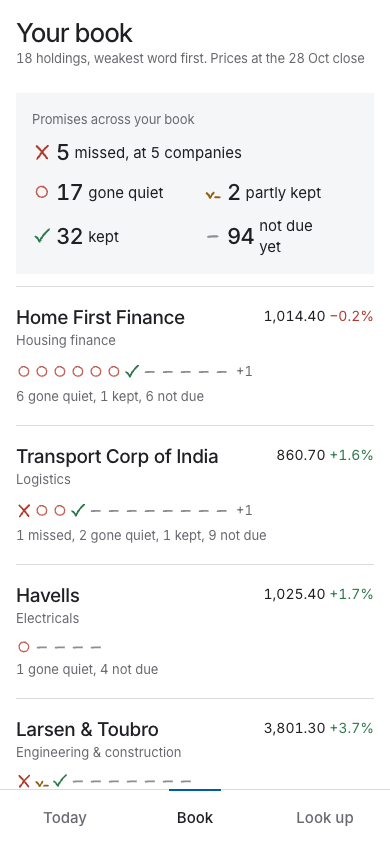 Your book
18 holdings, weakest word first. Prices at the 28 Oct close
Promises across your book
5 missed, at 5 companies
17 gone quiet
2 partly kept
32 kept
94 not due
yet
Home First Finance
1,014.40 −0.2%
Housing finance
+1
6 gone quiet, 1 kept, 6 not due
Transport Corp of India
860.70 +1.6%
Logistics
+1
1 missed, 2 gone quiet, 1 kept, 9 not due
Havells
1,025.40 +1.7%
Electricals
1 gone quiet, 4 not due
Larsen & Toubro
3,801.30 +3.7%
Engineering & construction
Today
Book
Look up